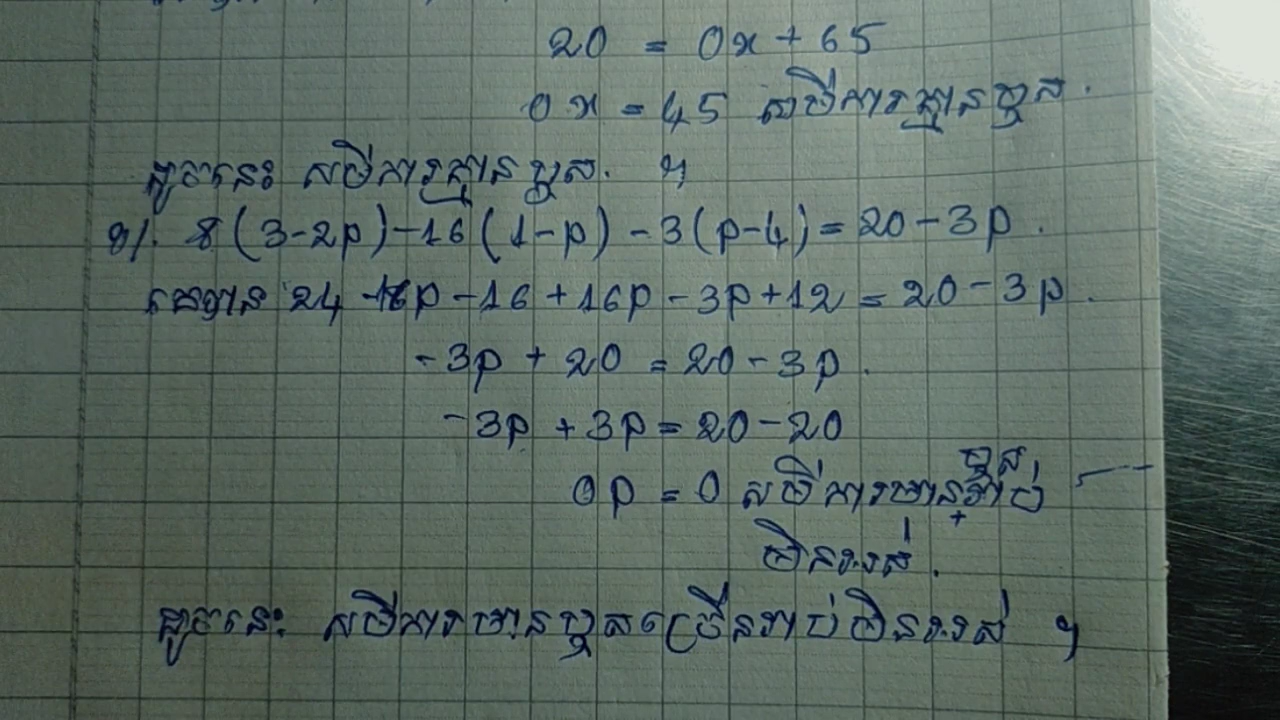 20 = 0x + 65
0x = 45 សមីការគ្មានឫស.
ដូចនេះ សមីការគ្មានឫស. ។
8(3-2p)-16(1-p)-3(p-4)=20-3p.
គេបាន 24-16p-16+16p-3p+12=20-3p.
-3p+20=20-3p.
-3p+3p=20-20
ឫស
0p=0 សមីការមានរាប់
+
មិនអស់.
ដូចនេះ សមីការមានឫសច្រើនរាប់មិនអស់ ។